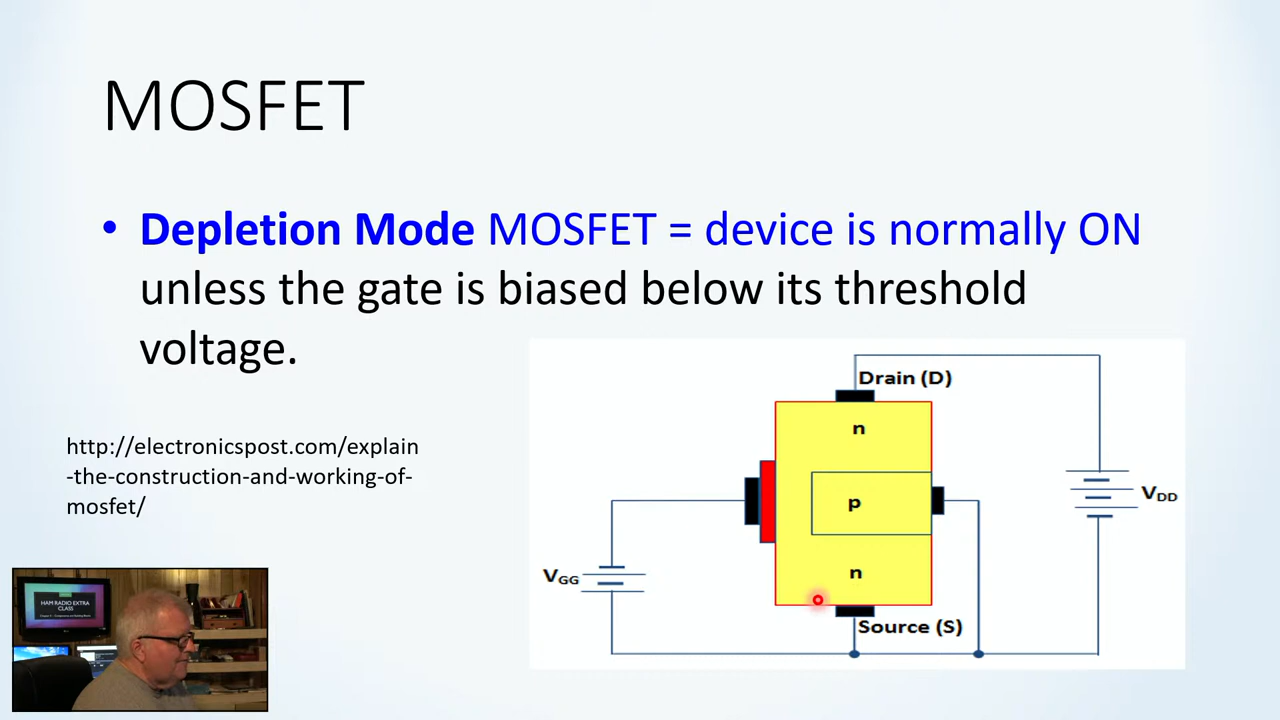 MOSFET
• Depletion Mode MOSFET = device is normally ON
unless the gate is biased below its threshold
voltage.
http://electronicspost.com/explain
-the-construction-and-working-of-
mosfet/
Drain (D)
n
p
n
VGG
VDD
Source (S)
HAM RADIO EXTRA
CLASS